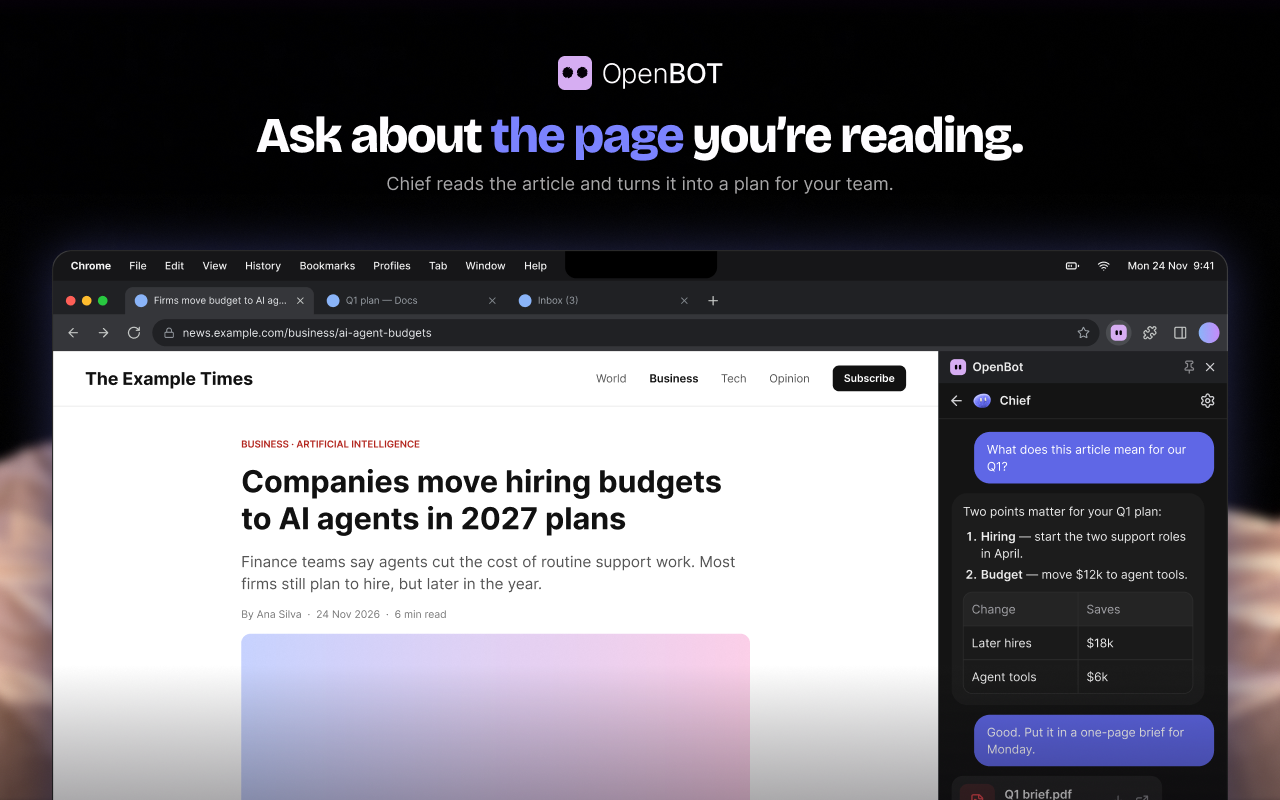 OpenBOT
Ask about the page you're reading.
Chief reads the article and turns it into a plan for your team.
Chrome File Edit View History Bookmarks Profiles Tab Window Help Mon 24 Nov 9:41
Firms move budget to AI ag... Q1 plan — Docs Inbox (3)
news.example.com/business/ai-agent-budgets
The Example Times World Business Tech Opinion Subscribe
BUSINESS · ARTIFICIAL INTELLIGENCE
Companies move hiring budgets
to AI agents in 2027 plans
Finance teams say agents cut the cost of routine support work. Most
firms still plan to hire, but later in the year.
By Ana Silva · 24 Nov 2026 · 6 min read
OpenBot
Chief
What does this article mean for our
Q1?
Two points matter for your Q1 plan:
1. Hiring — start the two support roles
in April.
2. Budget — move $12k to agent tools.
Change Saves
Later hires $18k
Agent tools $6k
Good. Put it in a one-page brief for
Monday.
Q1 brief.pdf